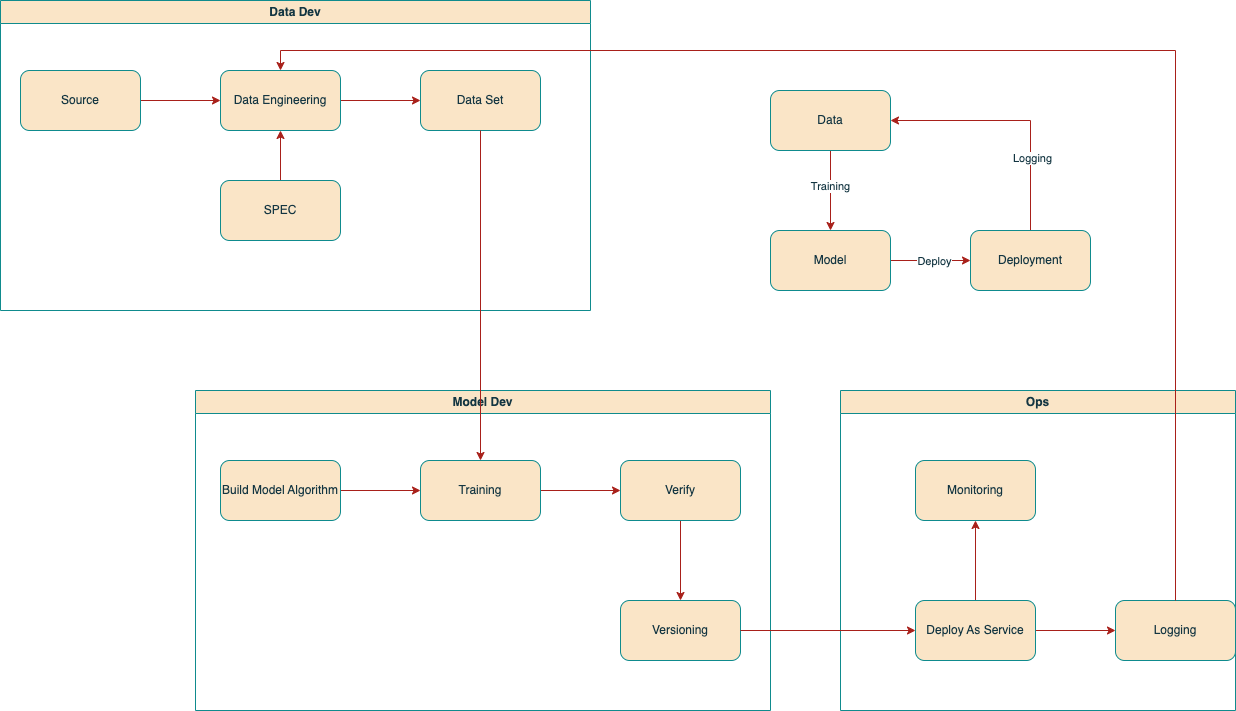 Data Dev
Source
Data Engineering
Data Set
SPEC
Data
Logging
Training
Model
Deploy
Deployment
Model Dev
Build Model Algorithm
Training
Verify
Versioning
Ops
Monitoring
Deploy As Service
Logging